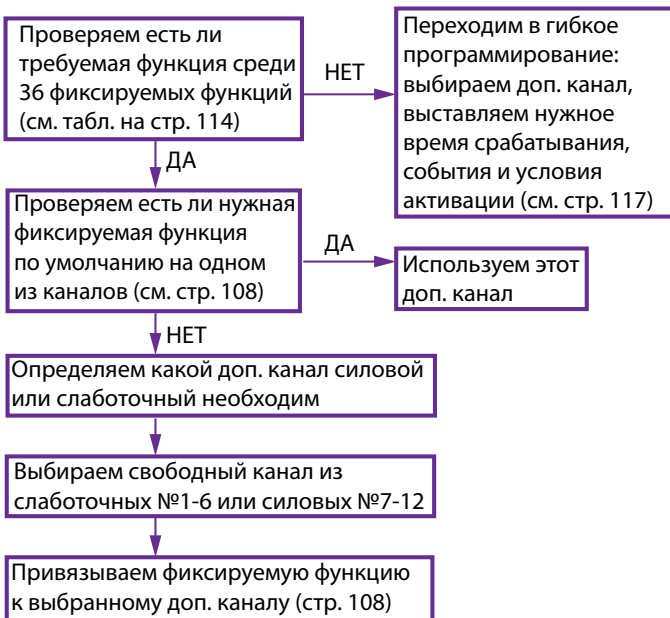 Проверяем есть ли
требуемая функция среди
36 фиксируемых функций
(см. табл. на стр. 114)
НЕТ
Переходим в гибкое
программирование:
выбираем доп. канал,
выставляем нужное
время срабатывания,
события и условия
активации (см. стр. 117)
ДА
Проверяем есть ли нужная
фиксируемая функция
по умолчанию на одном
из каналов (см. стр. 108)
ДА
Используем этот
доп. канал
НЕТ
Определяем какой доп. канал силовой
или слаботочный необходим
Выбираем свободный канал из
слаботочных №1-6 или силовых №7-12
Привязываем фиксируемую функцию
к выбранному доп. каналу (стр. 108)